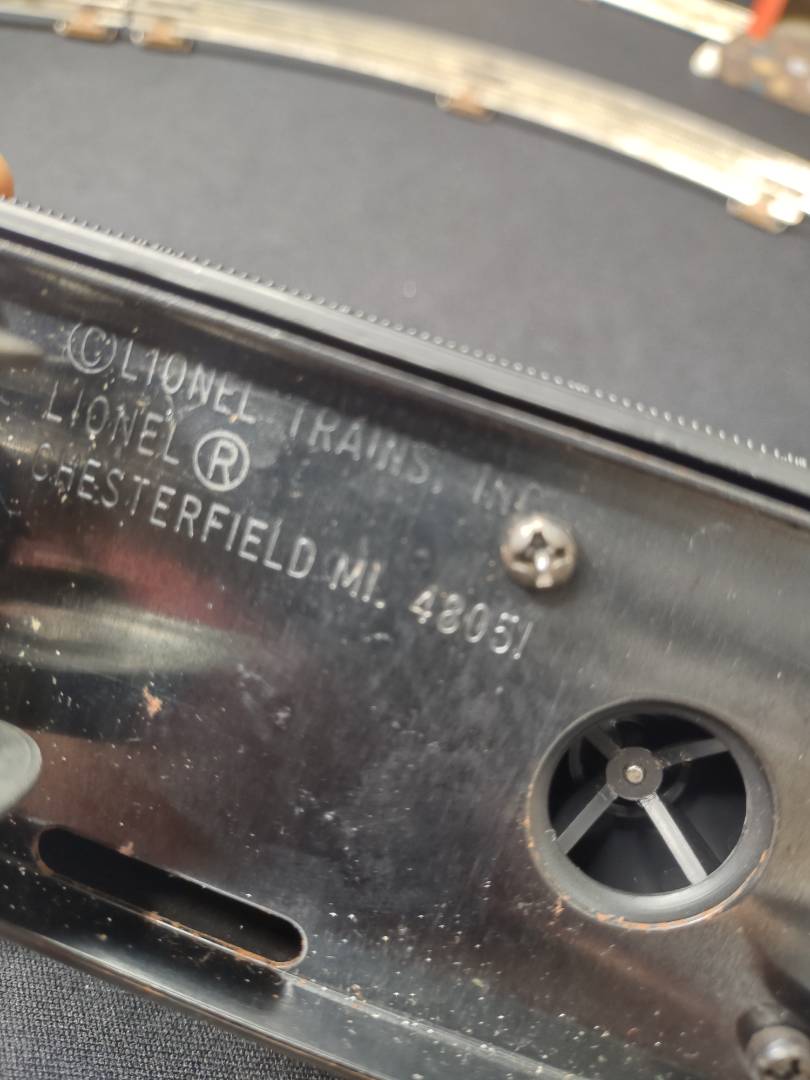 ©LIONEL TRAINS, INC.
LIONEL ®
CHESTERFIELD MI. 48051